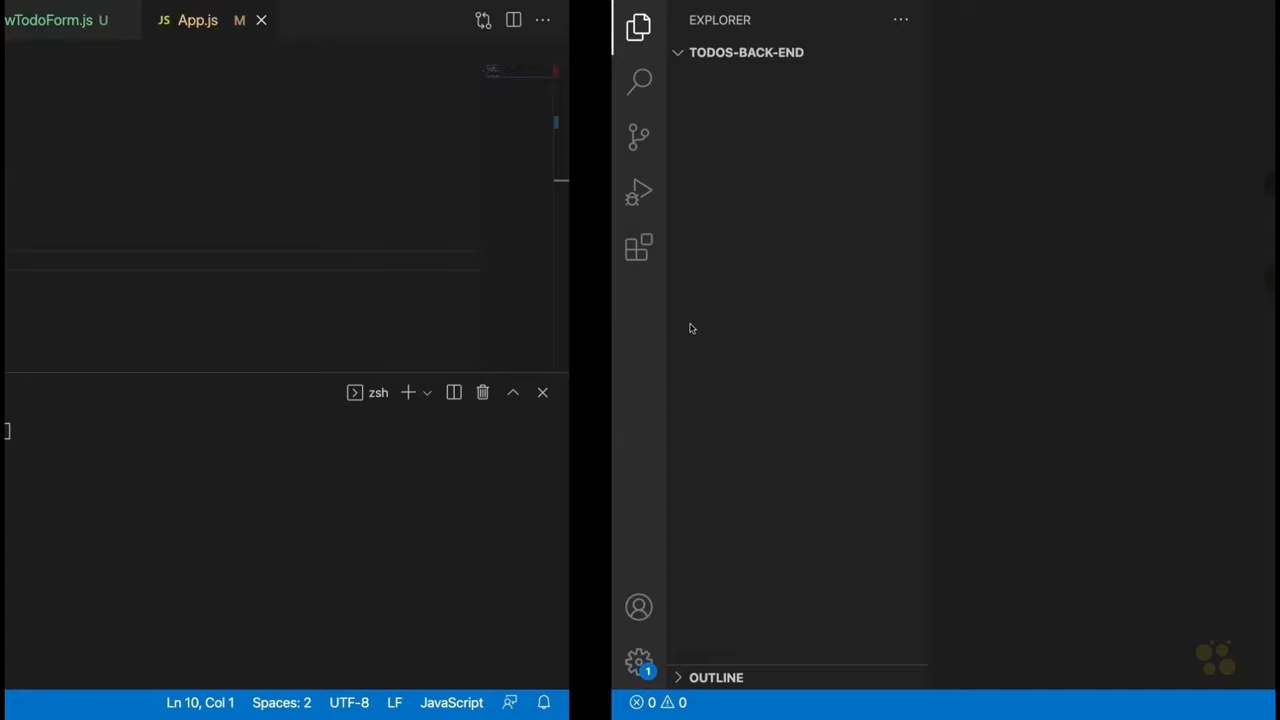 wTodoForm.js U
JS App.js M
zsh
Ln 10, Col 1 Spaces: 2 UTF-8 LF JavaScript
EXPLORER
TODOS-BACK-END
1
OUTLINE
0 0